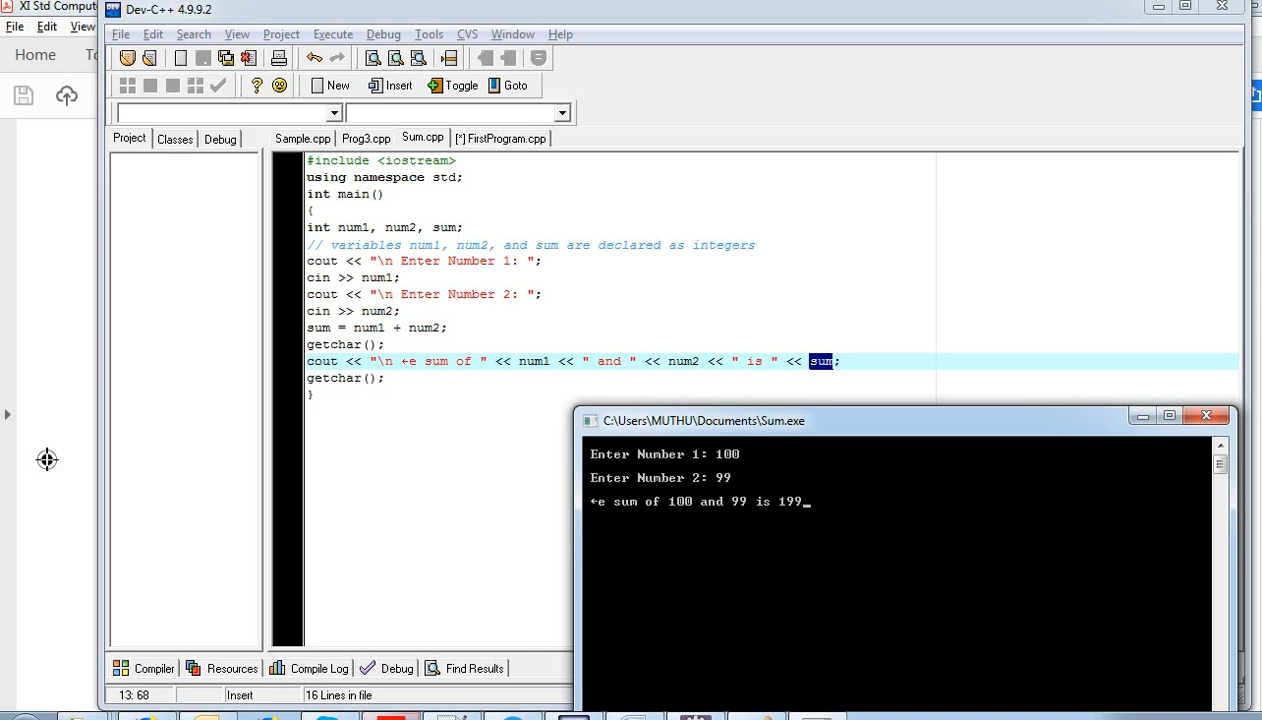 XI Std Compute
Dev-C++ 4.9.9.2
File Edit View
File Edit Search View Project Execute Debug Tools CVS Window Help
Home To
New Insert Toggle Goto
Project Classes Debug
Sample.cpp Prog3.cpp Sum.cpp [*] FirstProgram.cpp
#include <iostream>
using namespace std;
int main()
{
int num1, num2, sum;
// variables num1, num2, and sum are declared as integers
cout << "\n Enter Number 1: ";
cin >> num1;
cout << "\n Enter Number 2: ";
cin >> num2;
sum = num1 + num2;
getchar();
cout << "\n ←e sum of " << num1 << " and " << num2 << " is " << sum;
getchar();
}
C:\Users\MUTHU\Documents\Sum.exe
Enter Number 1: 100
Enter Number 2: 99
←e sum of 100 and 99 is 199_
Compiler Resources Compile Log Debug Find Results
13: 68 Insert 16 Lines in file